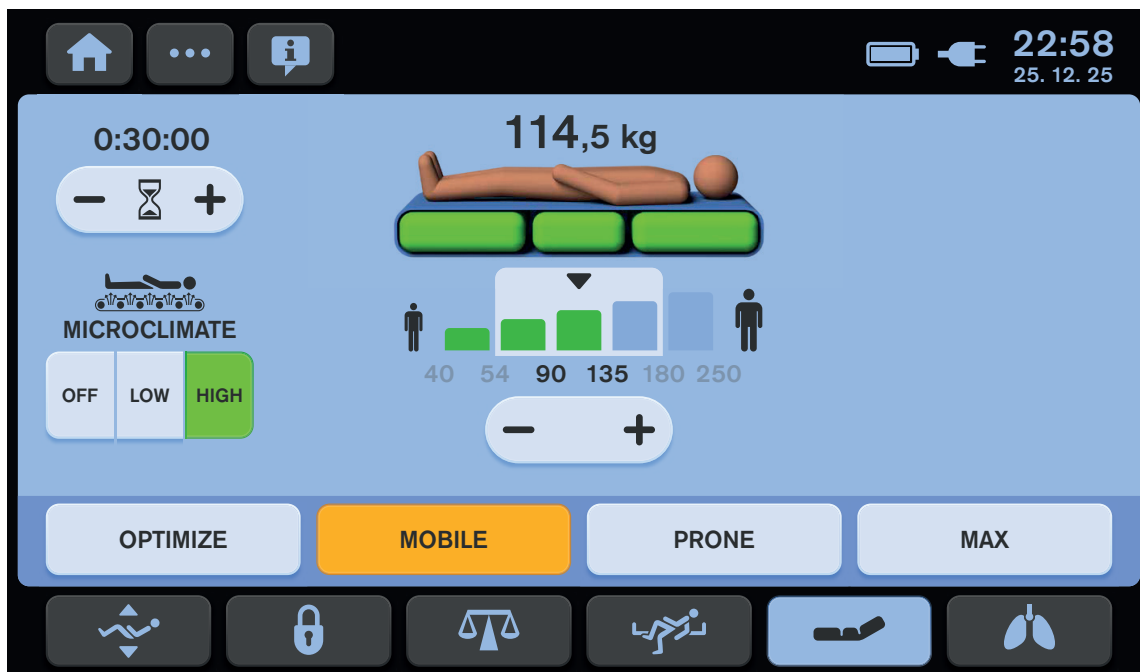 22:58
25. 12. 25
0:30:00
114,5 kg
MICROCLIMATE
OFF LOW HIGH
40 54 90 135 180 250
OPTIMIZE MOBILE PRONE MAX